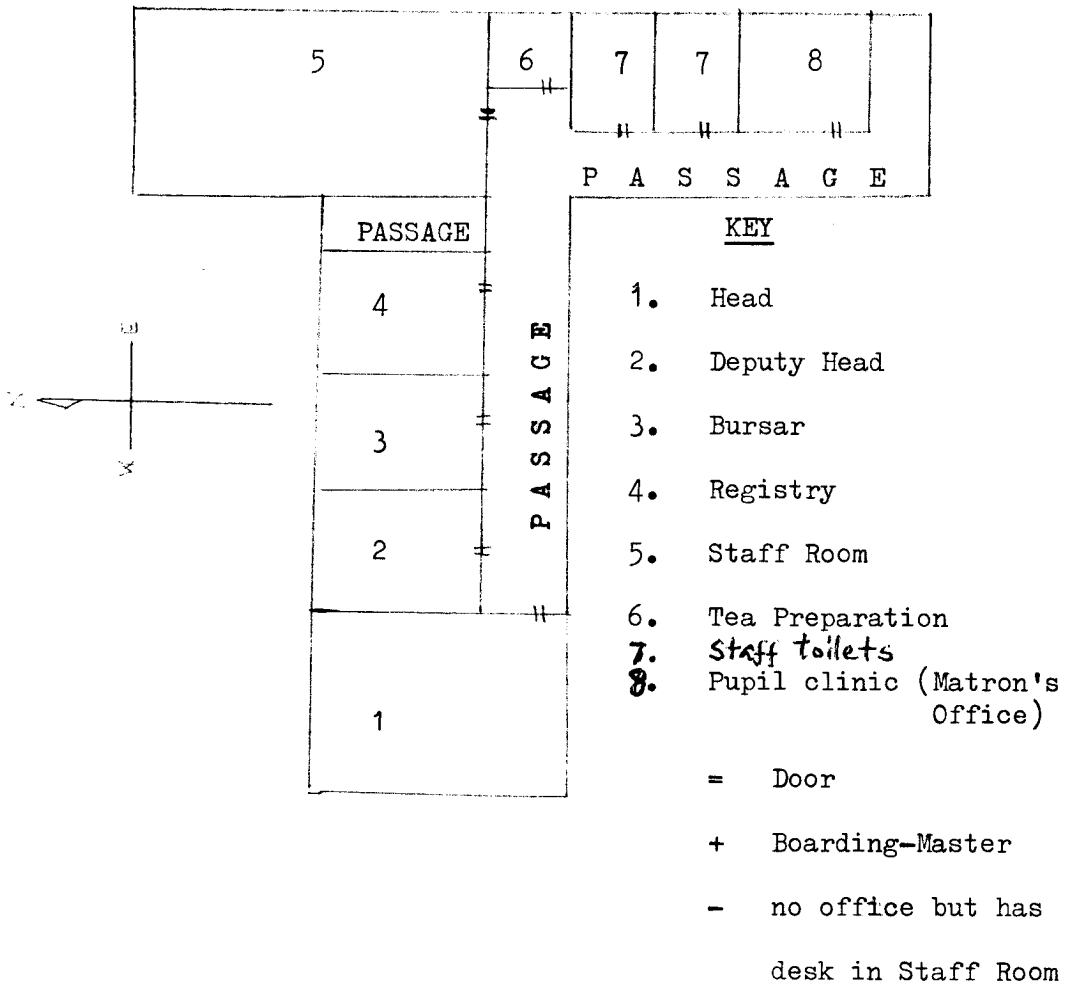 5
6
7
7
8
PASSAGE
PASSAGE
4
3
2
1
PASSAGE
N
E
W
KEY
1. Head
2. Deputy Head
3. Bursar
4. Registry
5. Staff Room
6. Tea Preparation
7. Staff toilets
8. Pupil clinic (Matron's
Office)
= Door
+ Boarding-Master
- no office but has
desk in Staff Room